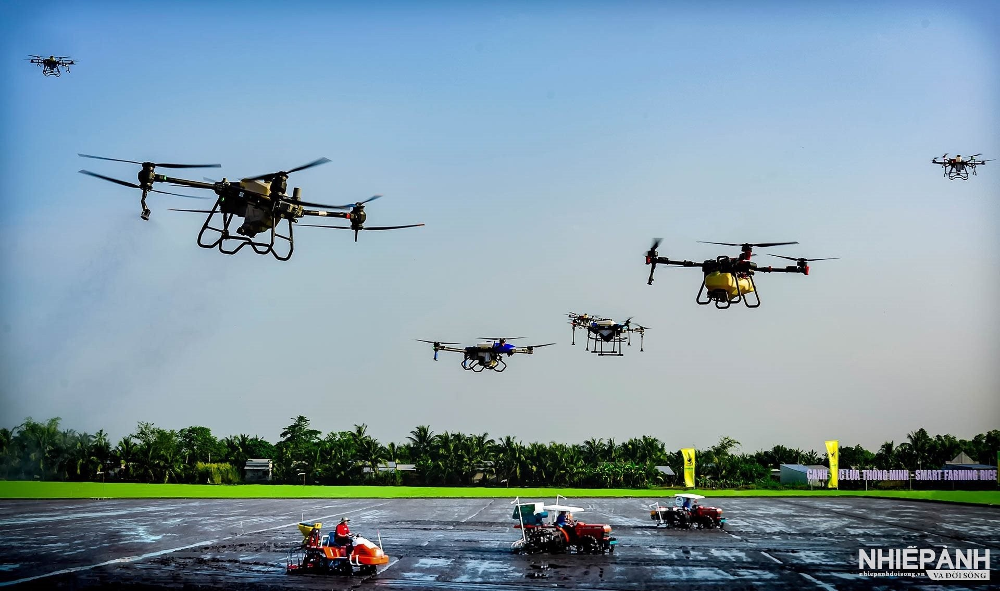 LÚA THÔNG MINH - SMART FARMING RICE
NHIẾPẢNH
nhiepanhdoisong.vn
VÀ ĐỜI SỐNG